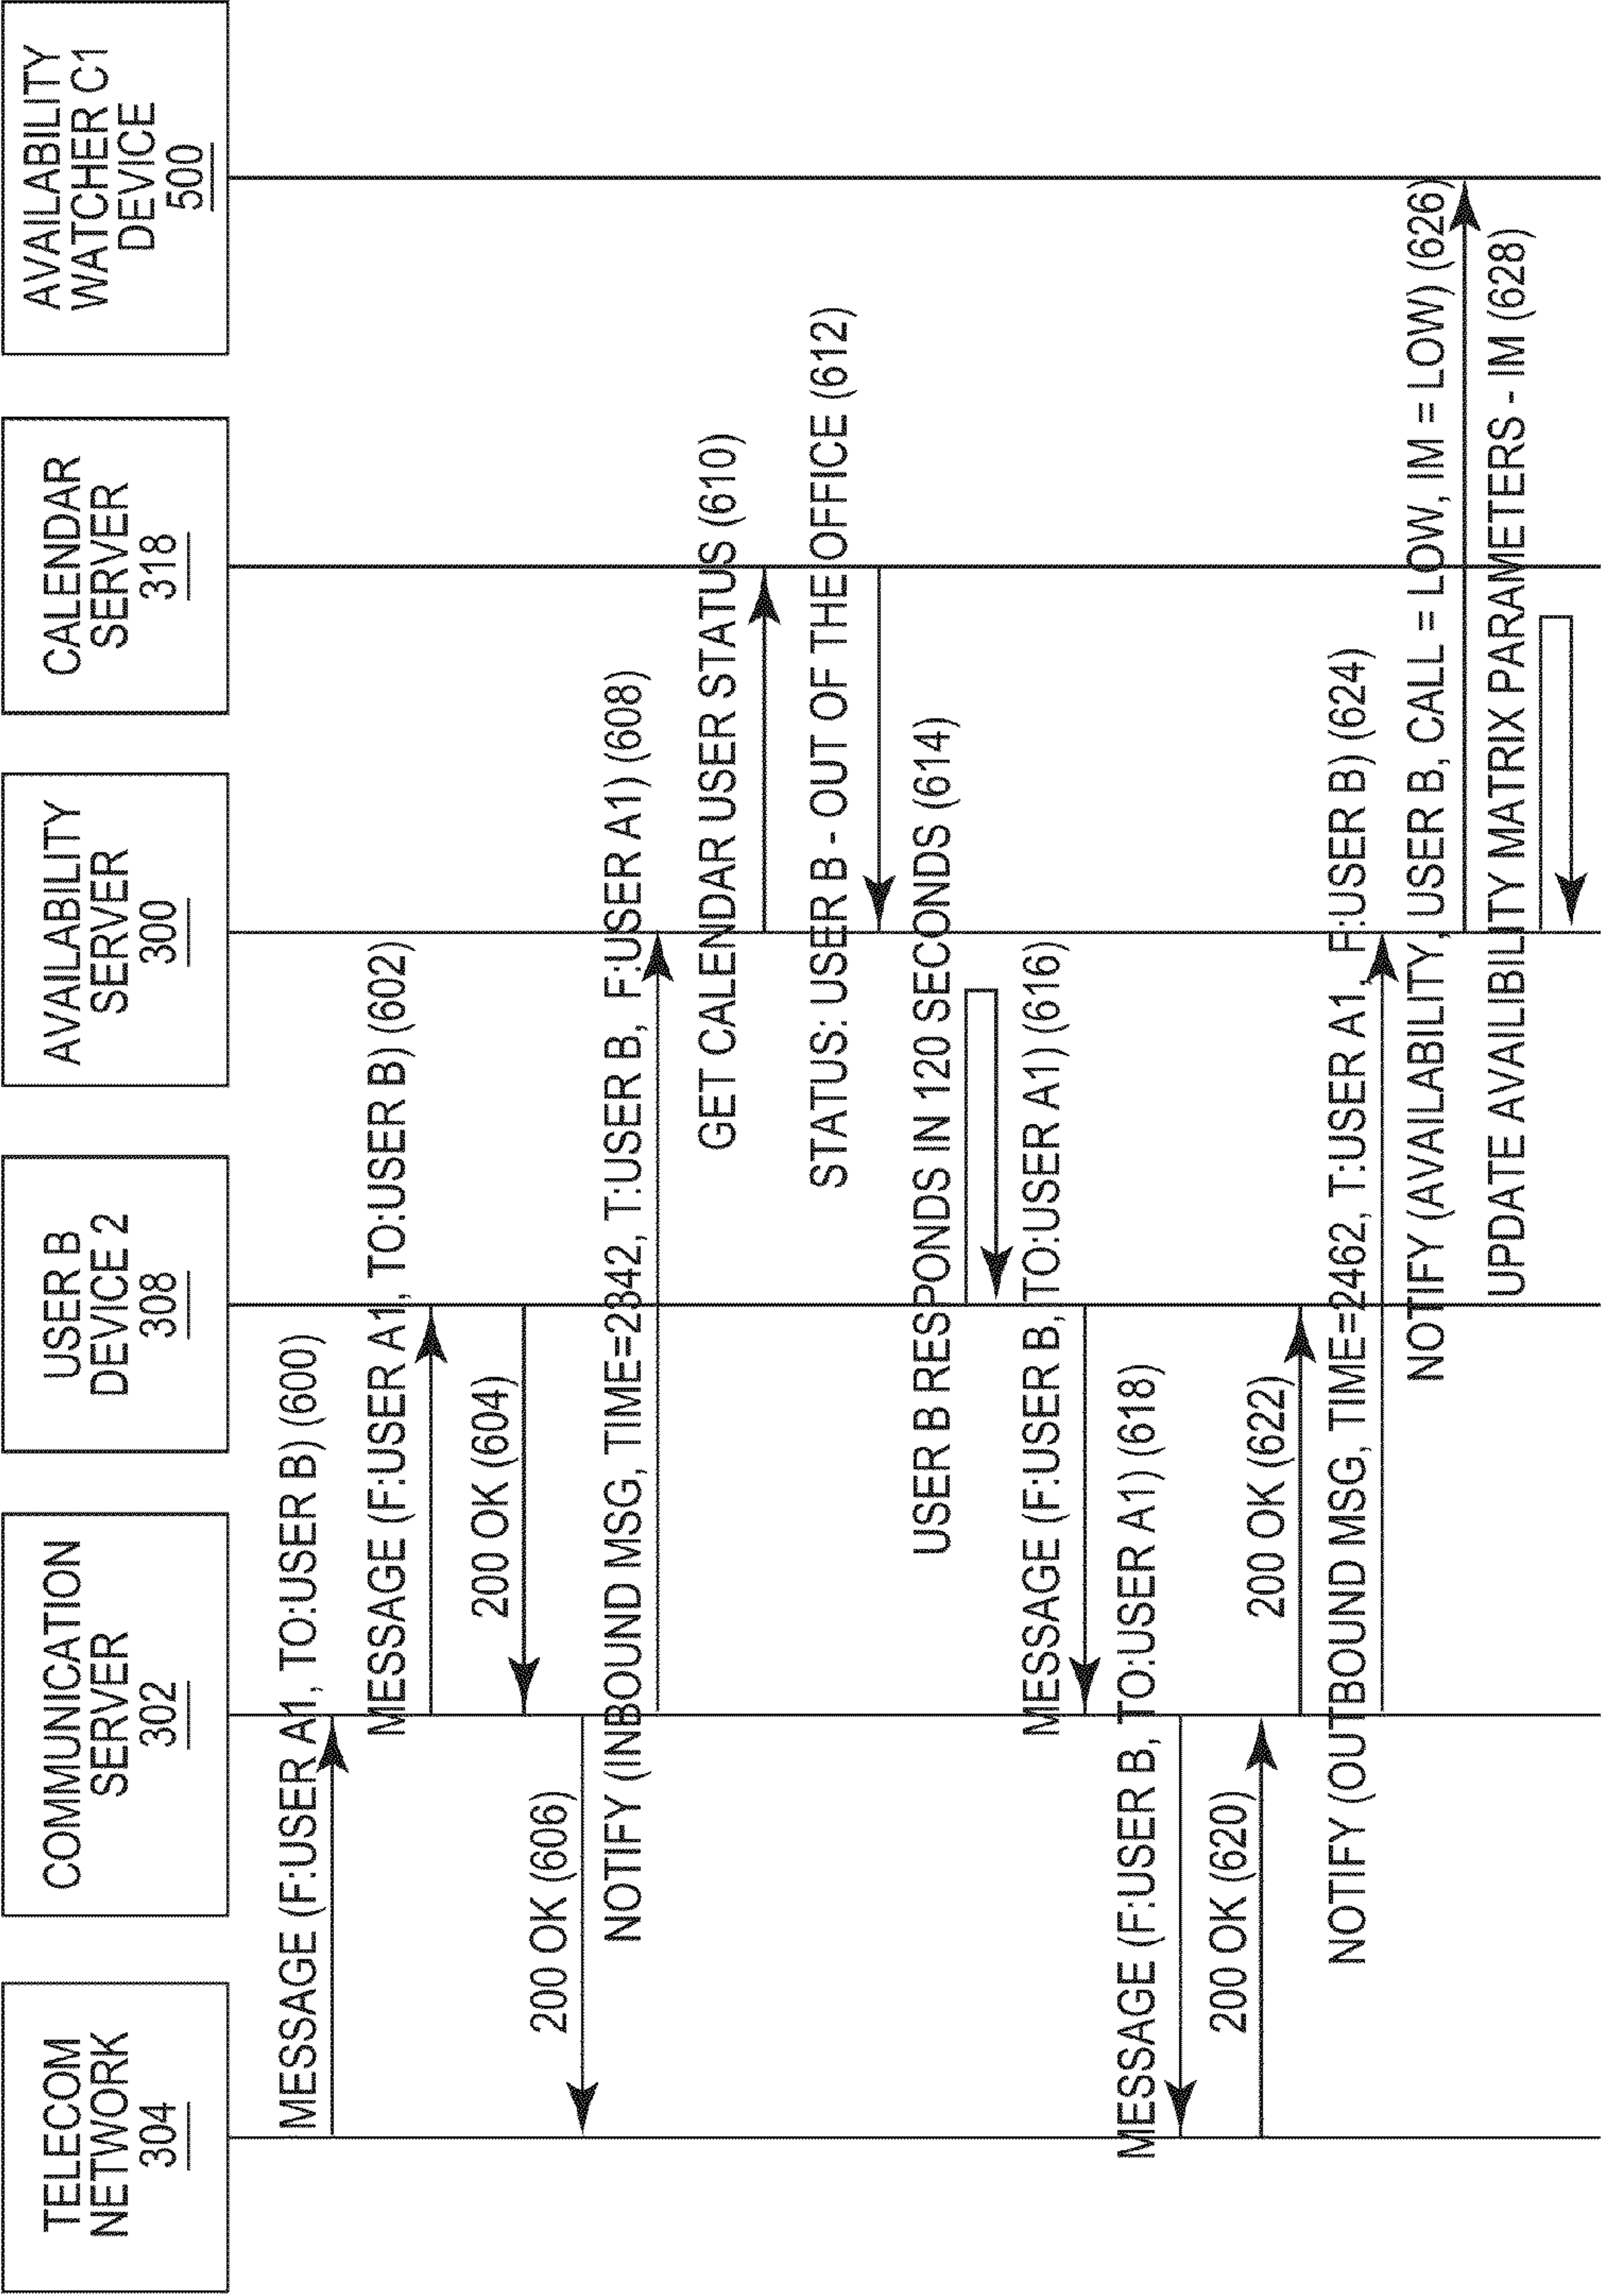 TELECOM
NETWORK
304
COMMUNICATION
SERVER
302
USER B
DEVICE 2
308
AVAILABILITY
SERVER
300
CALENDAR
SERVER
318
AVAILABILITY
WATCHER C1
DEVICE
500
MESSAGE (F:USER A1, TO:USER B) (600)
MESSAGE (F:USER A1, TO:USER B) (602)
200 OK (604)
200 OK (606)
NOTIFY (INBOUND MSG, TIME=2342, T:USER B, F:USER A1) (608)
GET CALENDAR USER STATUS (610)
STATUS: USER B - OUT OF THE OFFICE (612)
USER B RESPONDS IN 120 SECONDS (614)
MESSAGE (F:USER B, TO:USER A1) (616)
MESSAGE (F:USER B, TO:USER A1) (618)
200 OK (620)
200 OK (622)
NOTIFY (OUTBOUND MSG, TIME=2462, T:USER A1, F:USER B) (624)
NOTIFY (AVAILABILITY, USER B, CALL = LOW, IM = LOW) (626)
UPDATE AVAILIBILITY MATRIX PARAMETERS - IM (628)